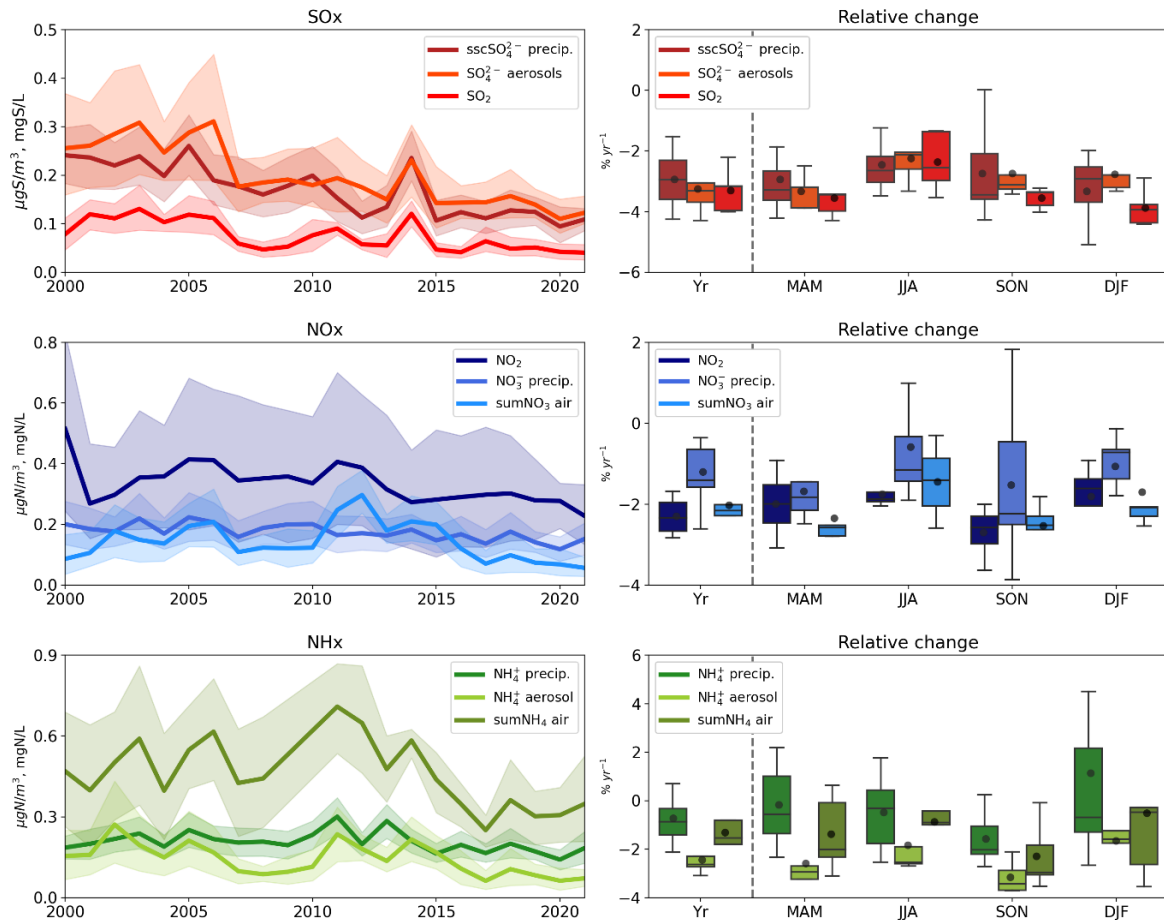 SOx
Relative change
µgS/m³, mgS/L
0.5
0.4
0.3
0.2
0.1
0.0
sscSO₄²⁻ precip.
SO₄²⁻ aerosols
SO₂
2000 2005 2010 2015 2020
% yr⁻¹
2
0
−2
−4
−6
sscSO₄²⁻ precip.
SO₄²⁻ aerosols
SO₂
Yr MAM JJA SON DJF
NOx
Relative change
µgN/m³, mgN/L
0.8
0.6
0.4
0.2
0.0
NO₂
NO₃⁻ precip.
sumNO₃ air
2000 2005 2010 2015 2020
% yr⁻¹
2
0
−2
−4
NO₂
NO₃⁻ precip.
sumNO₃ air
Yr MAM JJA SON DJF
NHx
Relative change
µgN/m³, mgN/L
0.9
0.6
0.3
0.0
NH₄⁺ precip.
NH₄⁺ aerosol
sumNH₄ air
2000 2005 2010 2015 2020
% yr⁻¹
6
4
2
0
−2
−4
NH₄⁺ precip.
NH₄⁺ aerosol
sumNH₄ air
Yr MAM JJA SON DJF